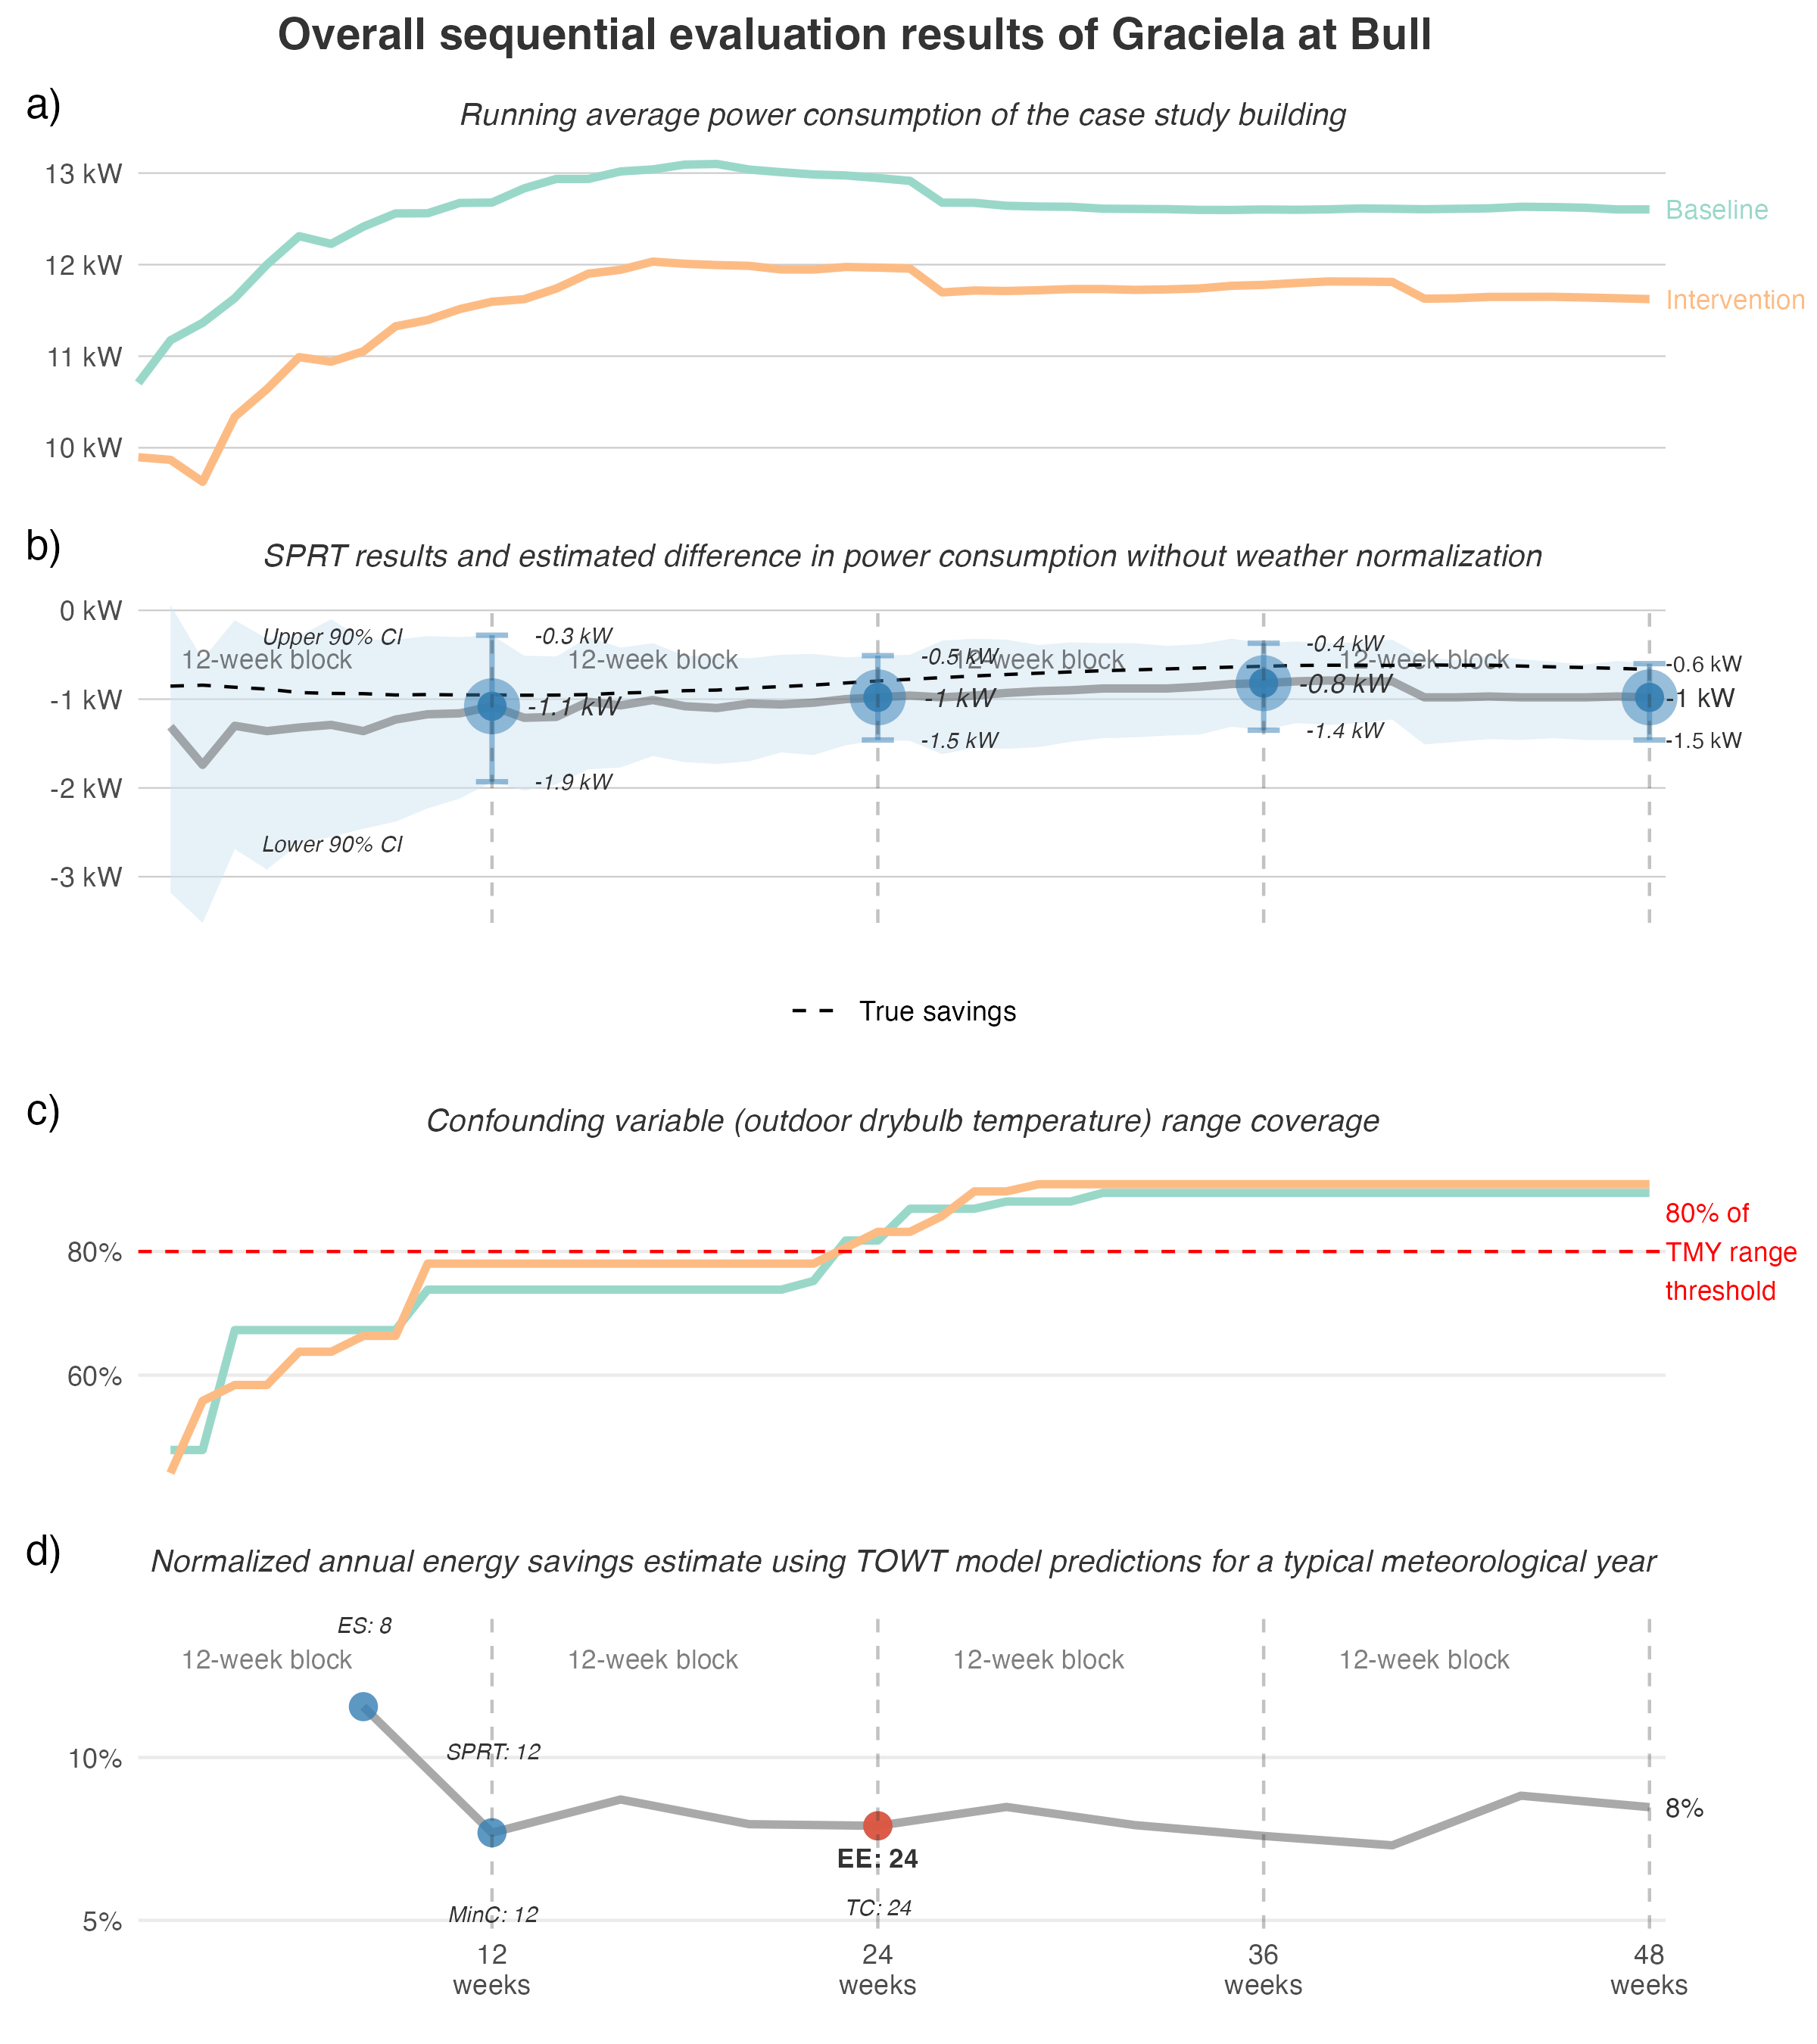 Overall sequential evaluation results of Graciela at Bull
a)
Running average power consumption of the case study building
13 kW
12 kW
11 kW
10 kW
Baseline
Intervention
b)
SPRT results and estimated difference in power consumption without weather normalization
0 kW
-1 kW
-2 kW
-3 kW
Upper 90% CI
Lower 90% CI
12-week block
12-week block
12-week block
12-week block
-0.3 kW
-1.1 kW
-1.9 kW
-0.5 kW
-1 kW
-1.5 kW
-0.4 kW
-0.8 kW
-1.4 kW
-0.6 kW
-1 kW
-1.5 kW
True savings
c)
Confounding variable (outdoor drybulb temperature) range coverage
80%
60%
80% of
TMY range
threshold
d)
Normalized annual energy savings estimate using TOWT model predictions for a typical meteorological year
ES: 8
12-week block
12-week block
12-week block
12-week block
10%
5%
SPRT: 12
MinC: 12
EE: 24
TC: 24
8%
12
weeks
24
weeks
36
weeks
48
weeks